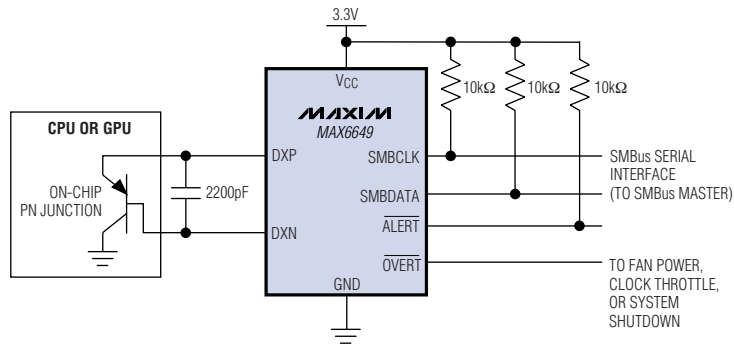 3.3V
VCC
10kΩ
10kΩ
10kΩ
MAXIM
MAX6649
CPU OR GPU
DXP
SMBCLK
SMBus SERIAL
INTERFACE
(TO SMBus MASTER)
ON-CHIP
PN JUNCTION
2200pF
SMBDATA
DXN
ALERT
OVERT
TO FAN POWER,
CLOCK THROTTLE,
OR SYSTEM
SHUTDOWN
GND